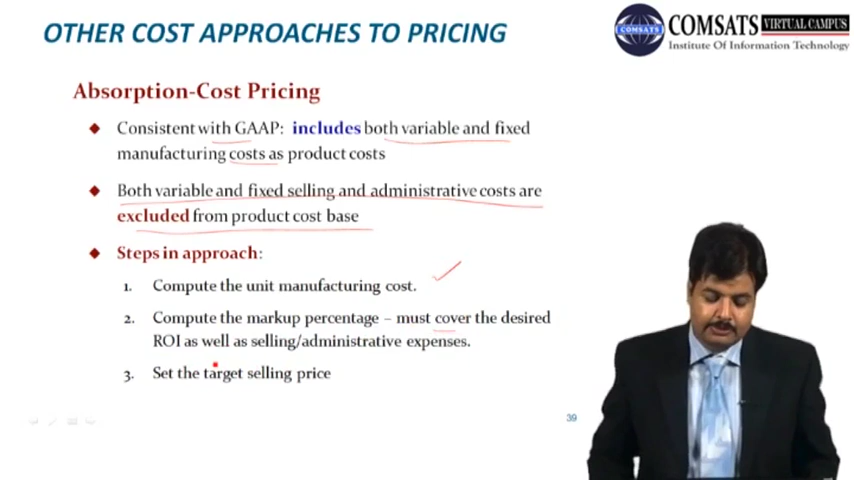 OTHER COST APPROACHES TO PRICING
COMSATS VIRTUAL CAMPUS
Institute Of Information Technology
COMSATS
Absorption-Cost Pricing
Consistent with GAAP: includes both variable and fixed
manufacturing costs as product costs
Both variable and fixed selling and administrative costs are
excluded from product cost base
Steps in approach:
1. Compute the unit manufacturing cost.
2. Compute the markup percentage – must cover the desired
ROI as well as selling/administrative expenses.
3. Set the target selling price
39